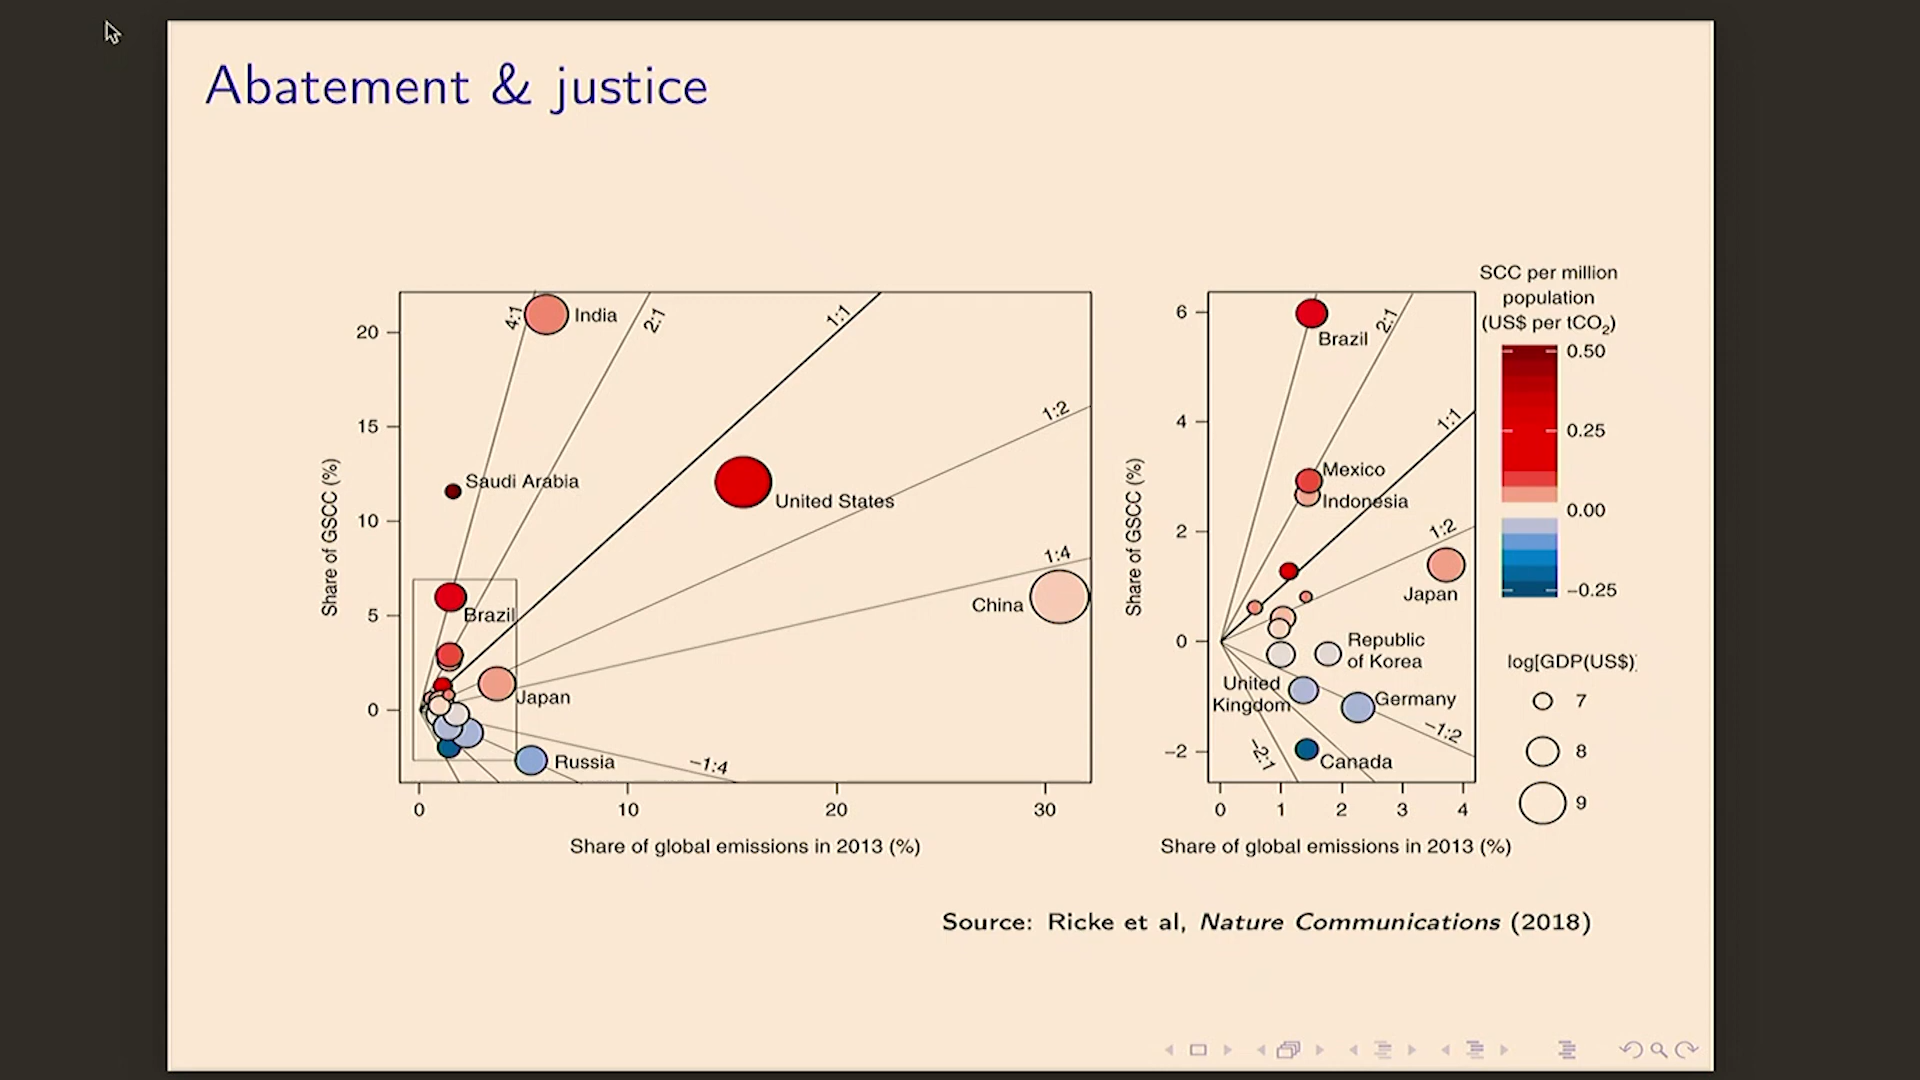 Abatement & justice
Share of GSCC (%)
20
15
10
5
0
4:1
India
2:1
1:1
1:2
1:4
Saudi Arabia
United States
China
Brazil
Japan
Russia
−1:4
0
10
20
30
Share of global emissions in 2013 (%)
Share of GSCC (%)
6
4
2
0
−2
Brazil
2:1
1:1
Mexico
Indonesia
1:2
Japan
Republic
of Korea
United
Kingdom
Germany
−1:2
−2:1
Canada
0
1
2
3
4
Share of global emissions in 2013 (%)
SCC per million
population
(US$ per tCO2)
0.50
0.25
0.00
−0.25
log[GDP(US$)]
7
8
9
Source: Ricke et al, Nature Communications (2018)